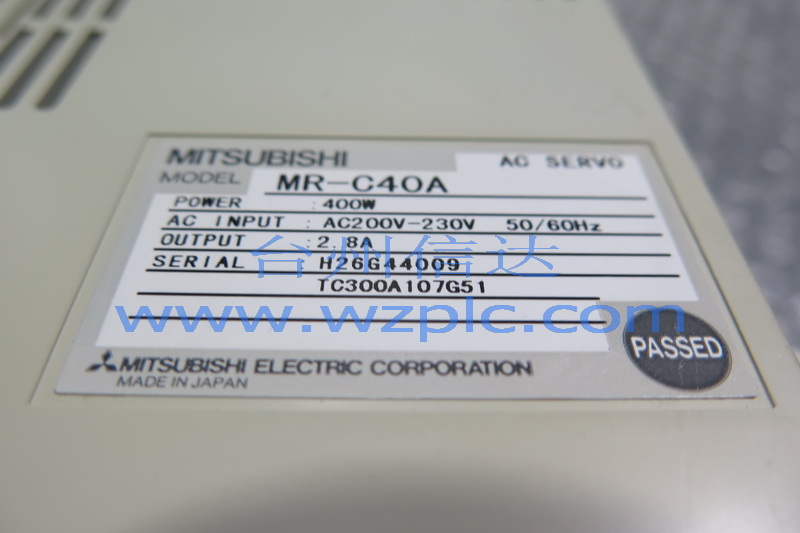 MITSUBISHI AC SERVO
MODEL MR-C40A
POWER : 400W
AC INPUT : AC200V-230V 50/60Hz
OUTPUT : 2.8A
SERIAL H26G44009
TC300A107G51
台州信达
www.wzplc.com
PASSED
MITSUBISHI ELECTRIC CORPORATION
MADE IN JAPAN